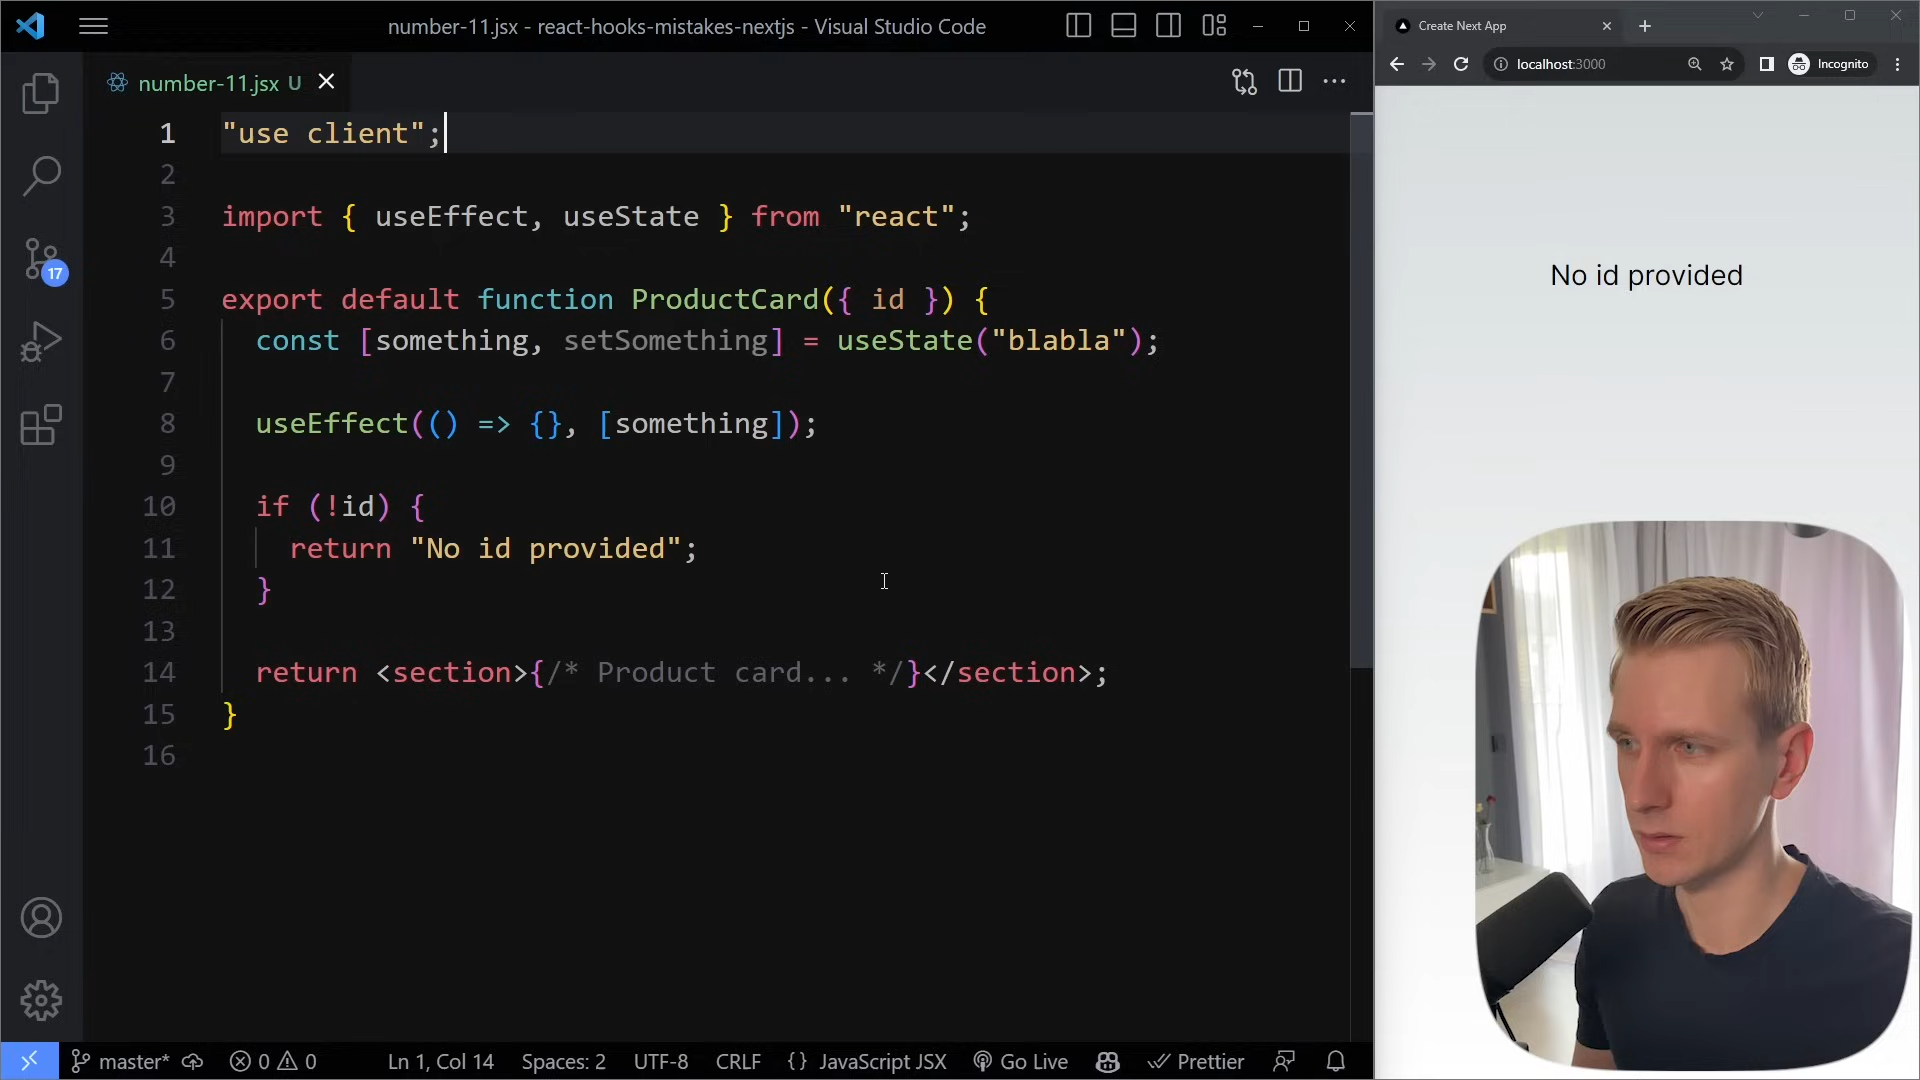 number-11.jsx - react-hooks-mistakes-nextjs - Visual Studio Code
Create Next App
number-11.jsx U
localhost:3000
Incognito
1 "use client";
2
3 import { useEffect, useState } from "react";
4
5 export default function ProductCard({ id }) {
6 const [something, setSomething] = useState("blabla");
7
8 useEffect(() => {}, [something]);
9
10 if (!id) {
11 return "No id provided";
12 }
13
14 return <section>{/* Product card... */}</section>;
15 }
16
No id provided
17
master* 0 0 Ln 1, Col 14 Spaces: 2 UTF-8 CRLF {} JavaScript JSX Go Live Prettier